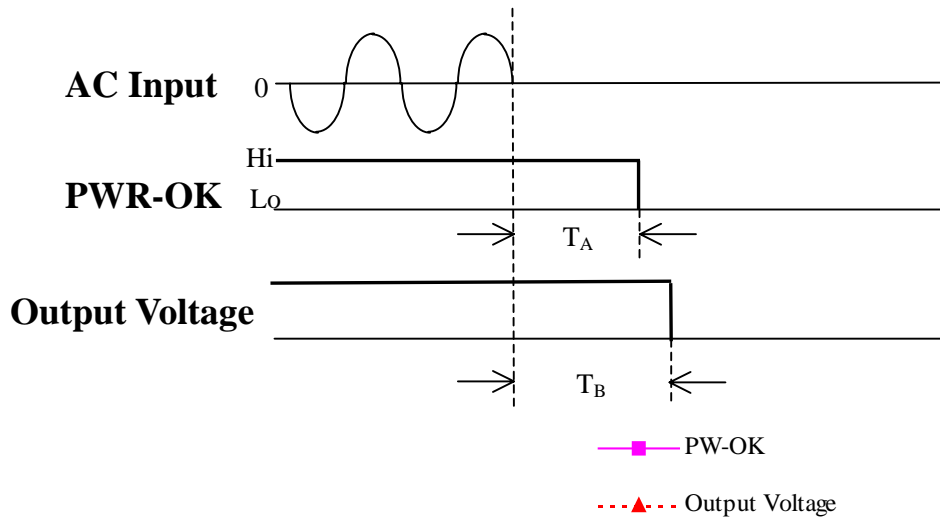 AC Input 0
Hi
PWR-OK Lo
TA
Output Voltage
TB
PW-OK
Output Voltage